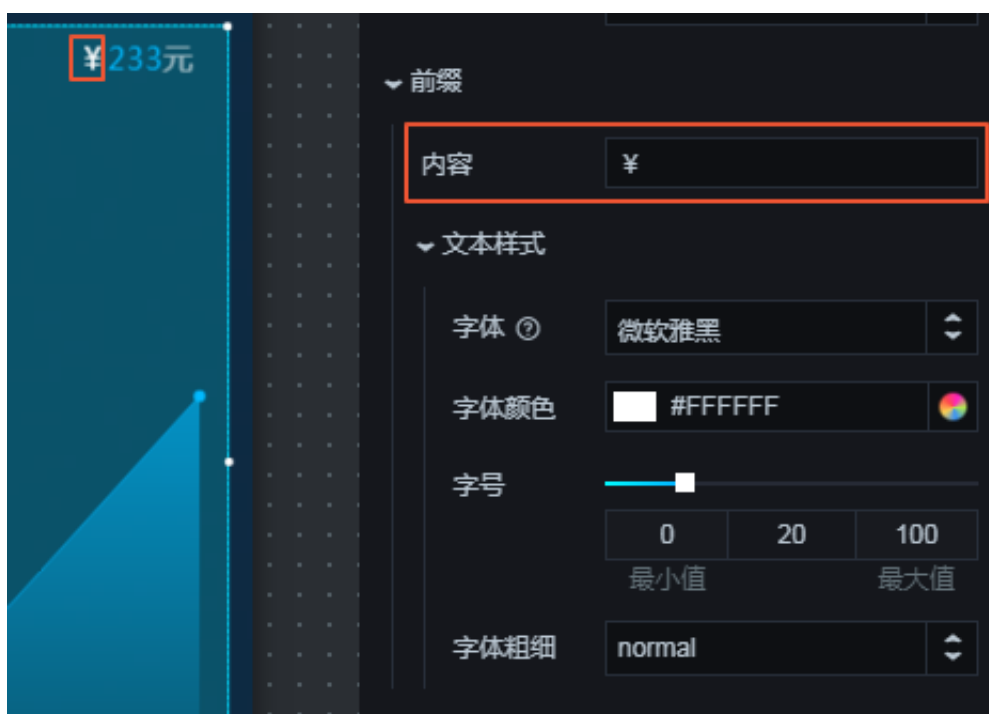 ¥233元
前缀
内容 ¥
文本样式
字体 ? 微软雅黑
字体颜色 #FFFFFF
字号
0 20 100
最小值 最大值
字体粗细 normal